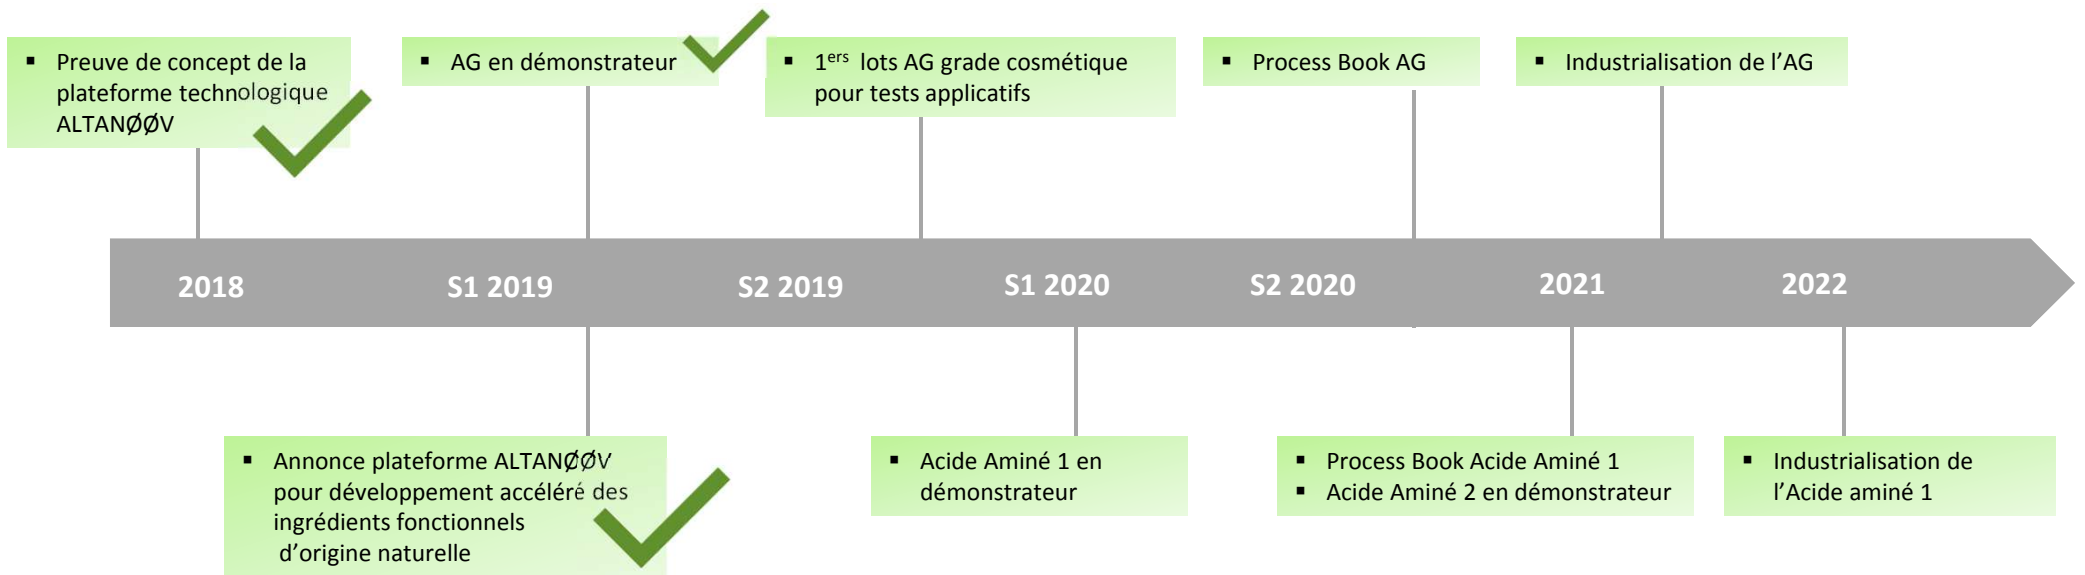 ▪ Preuve de concept de la
plateforme technologique
ALTANØØV
▪ AG en démonstrateur
▪ 1ers lots AG grade cosmétique
pour tests applicatifs
▪ Process Book AG
▪ Industrialisation de l’AG
2018
S1 2019
S2 2019
S1 2020
S2 2020
2021
2022
▪ Annonce plateforme ALTANØØV
pour développement accéléré des
ingrédients fonctionnels
d’origine naturelle
▪ Acide Aminé 1 en
démonstrateur
▪ Process Book Acide Aminé 1
▪ Acide Aminé 2 en démonstrateur
▪ Industrialisation de
l’Acide aminé 1